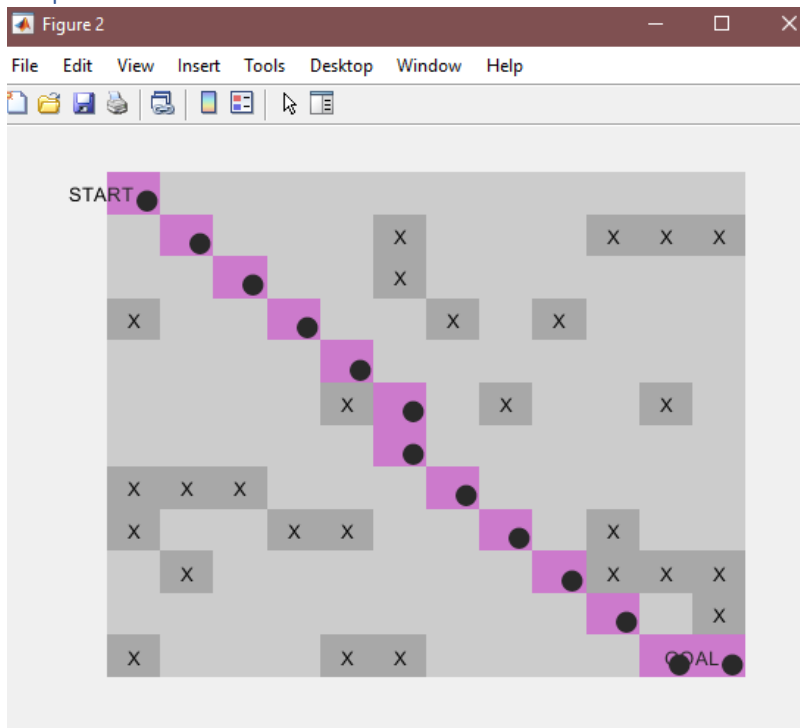 Figure 2
File Edit View Insert Tools Desktop Window Help
START
X X X X
X
X X X
X X X
X X X
X X X X
X X X X
X
X X X GOAL